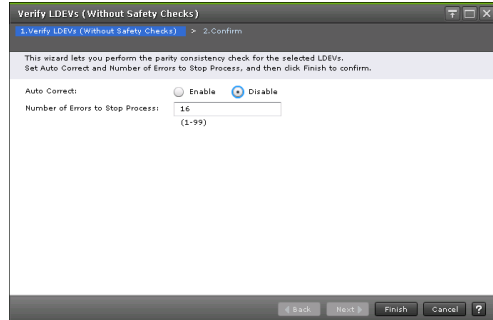 Verify LDEVs (Without Safety Checks)
1.Verify LDEVs (Without Safety Checks) > 2.Confirm
This wizard lets you perform the parity consistency check for the selected LDEVs.
Set Auto Correct and Number of Errors to Stop Process, and then click Finish to confirm.
Auto Correct: Enable Disable
Number of Errors to Stop Process: 16
(1-99)
Back Next Finish Cancel ?